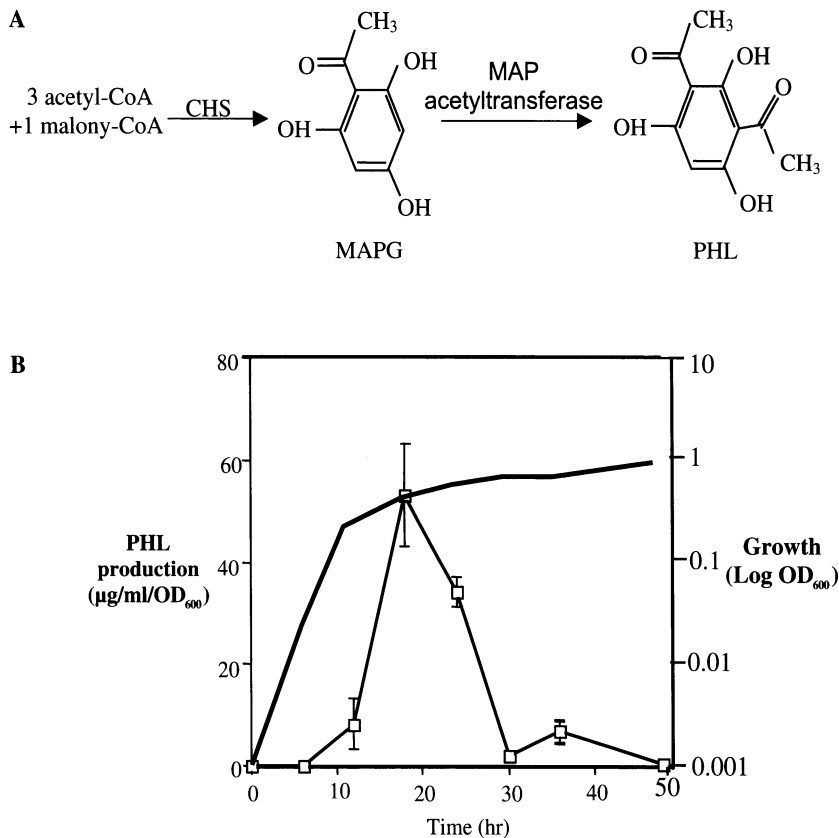 A
3 acetyl-CoA
+1 malony-CoA
CHS
CH3
O
OH
OH
OH
MAPG
MAP
acetyltransferase
CH3
O
OH
O
OH
CH3
OH
PHL
B
PHL
production
(µg/ml/OD600)
80
60
40
20
0
10
1
0.1
0.01
0.001
Growth
(Log OD600)
0
10
20
30
40
50
Time (hr)